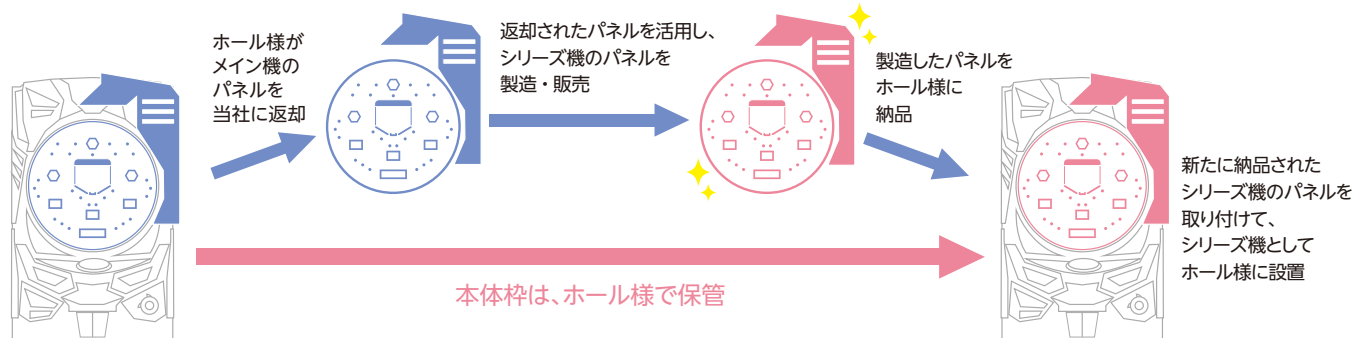 ホール様が
メイン機の
パネルを
当社に返却
返却されたパネルを活用し、
シリーズ機のパネルを
製造・販売
製造したパネルを
ホール様に
納品
新たに納品された
シリーズ機のパネルを
取り付けて、
シリーズ機として
ホール様に設置
本体枠は、ホール様で保管